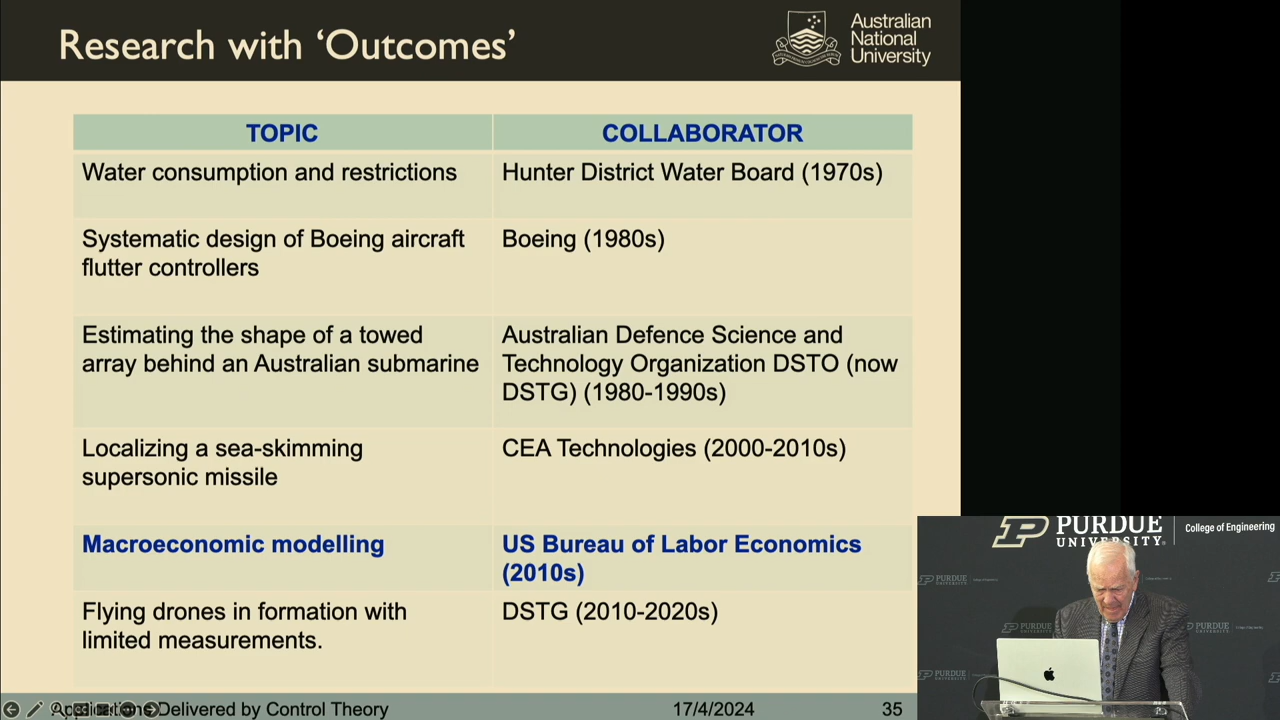 Research with ‘Outcomes’
Australian
National
University
TOPIC
COLLABORATOR
Water consumption and restrictions
Hunter District Water Board (1970s)
Systematic design of Boeing aircraft
flutter controllers
Boeing (1980s)
Estimating the shape of a towed
array behind an Australian submarine
Australian Defence Science and
Technology Organization DSTO (now
DSTG) (1980-1990s)
Localizing a sea-skimming
supersonic missile
CEA Technologies (2000-2010s)
Macroeconomic modelling
US Bureau of Labor Economics
(2010s)
Flying drones in formation with
limited measurements.
DSTG (2010-2020s)
Delivered by Control Theory
17/4/2024
35
PURDUE
UNIVERSITY
College of Engineering
PURDUE
PURDUE
PURDUE
PURDUE